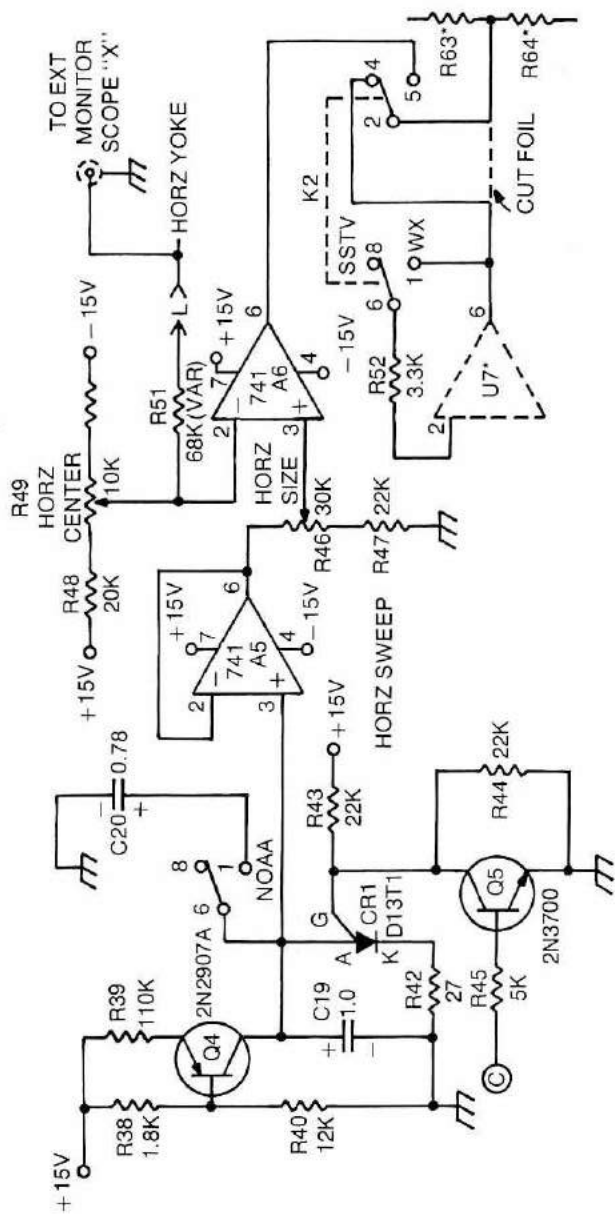 +15V
R38
1.8K
R39
110K
Q4
2N2907A
R40
12K
C19
1.0
+
-
C20
0.78
-
+
6
8
1
NOAA
G
A
K
CR1
D13T1
R42
27
R43
22K
+15V
HORZ SWEEP
R45
5K
C
Q5
2N3700
R44
22K
2
3
-
+
741
A5
+15V
7
4
-15V
6
+15V
R48
20K
R49
HORZ
CENTER
10K
-15V
R51
68K(VAR)
L
HORZ YOKE
TO EXT
MONITOR
SCOPE "X"
HORZ
SIZE
R46
30K
R47
22K
2
3
-
+
741
A6
+15V
7
4
-15V
6
K2
SSTV
6
8
1
WX
R52
3.3K
2
U7*
6
2
4
5
CUT FOIL
R63*
R64*